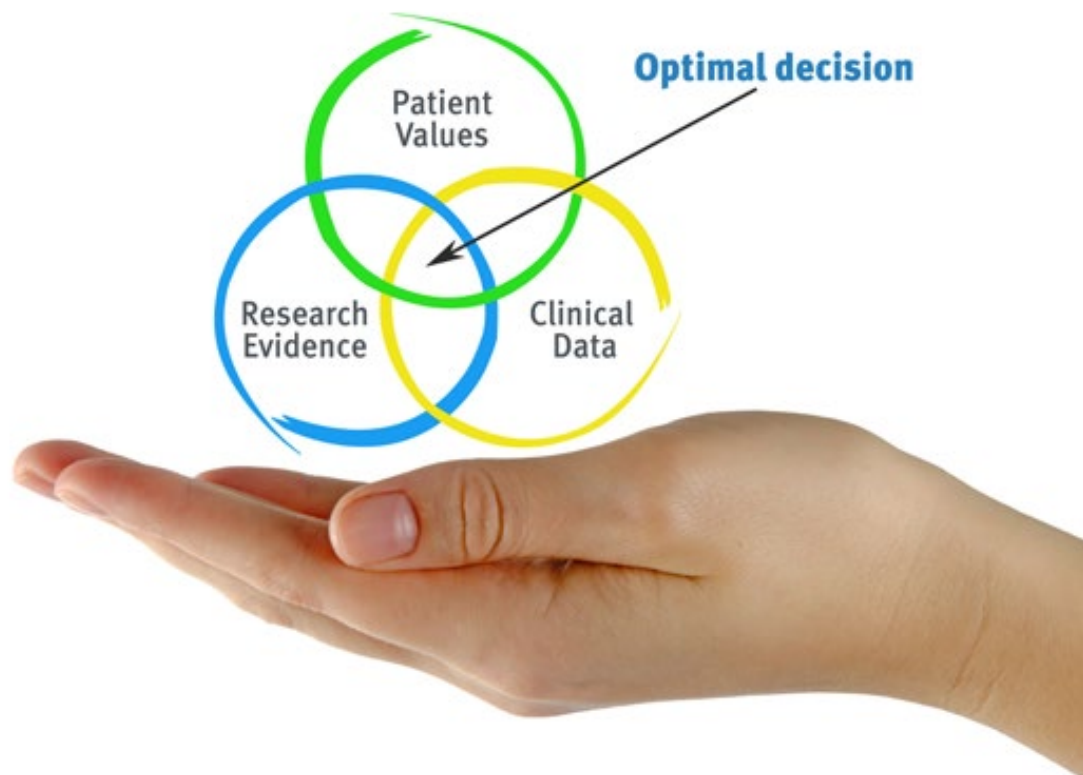 Optimal decision
Patient
Values
Research
Evidence
Clinical
Data